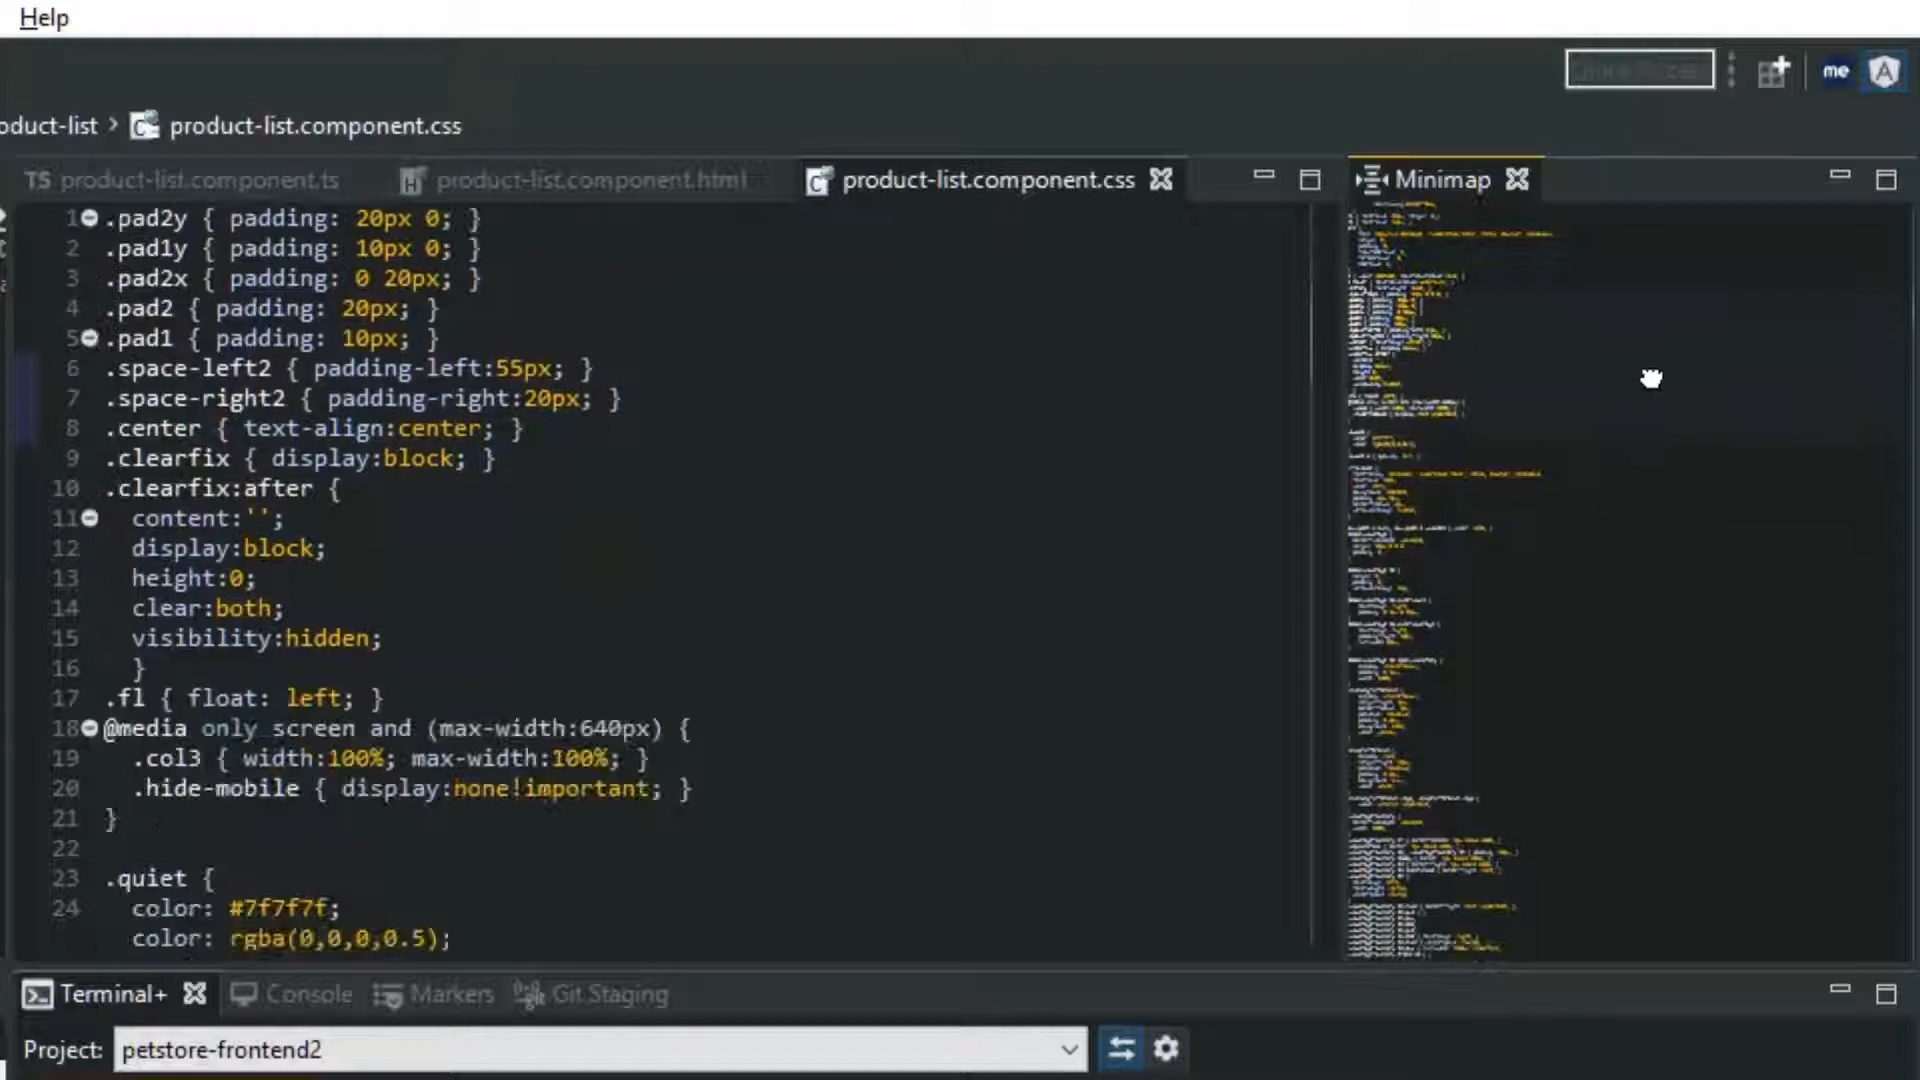 Help
me
oduct-list > product-list.component.css
TS product-list.component.ts
product-list.component.html
product-list.component.css
Minimap
1 .pad2y { padding: 20px 0; }
2 .pad1y { padding: 10px 0; }
3 .pad2x { padding: 0 20px; }
4 .pad2 { padding: 20px; }
5 .pad1 { padding: 10px; }
6 .space-left2 { padding-left:55px; }
7 .space-right2 { padding-right:20px; }
8 .center { text-align:center; }
9 .clearfix { display:block; }
10 .clearfix:after {
11 content:'';
12 display:block;
13 height:0;
14 clear:both;
15 visibility:hidden;
16 }
17 .fl { float: left; }
18 @media only screen and (max-width:640px) {
19 .col3 { width:100%; max-width:100%; }
20 .hide-mobile { display:none!important; }
21 }
22
23 .quiet {
24 color: #7f7f7f;
color: rgba(0,0,0,0.5);
Terminal+
Console
Markers
Git Staging
Project: petstore-frontend2